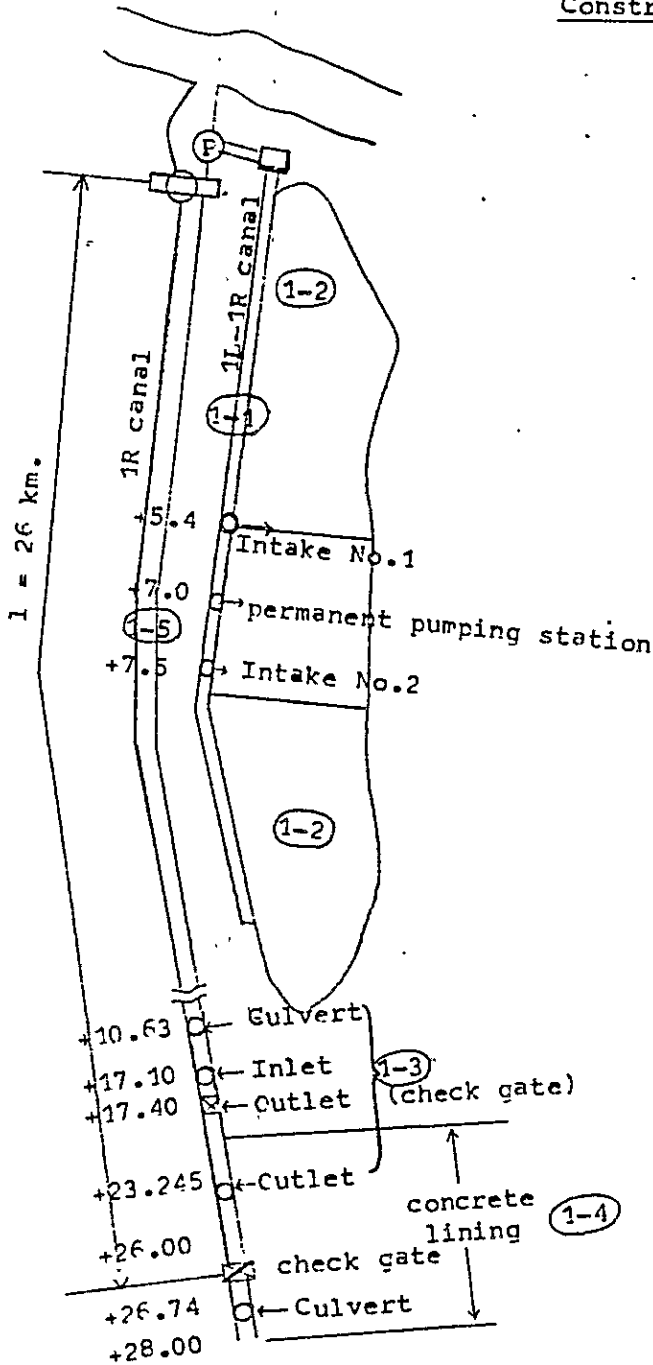 Constr
P
1L-1R canal
1-2
1R canal
1-1
l = 26 km.
+5.4
Intake No.1
+7.0
permanent pumping station
1-5
+7.5
Intake No.2
1-2
+10.63
Culvert
+17.10
Inlet
1-3
+17.40
Outlet
(check gate)
+23.245
Outlet
concrete
lining
1-4
+26.00
check gate
+26.74
Culvert
+28.00